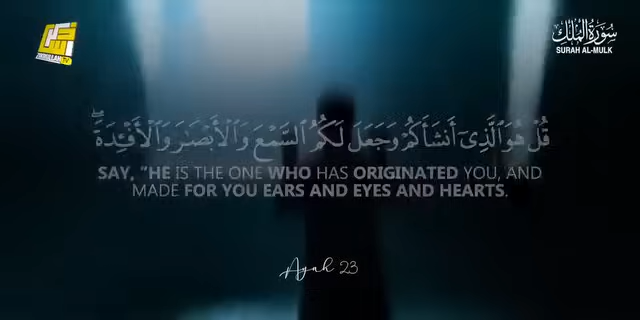 سُورَةُ الْمُلْكِ
SURAH AL-MULK
قُلْ هُوَ ٱلَّذِىٓ أَنشَأَكُمْ وَجَعَلَ لَكُمُ ٱلسَّمْعَ وَٱلْأَبْصَٰرَ وَٱلْأَفْـِٔدَةَ ۖ
SAY, "HE IS THE ONE WHO HAS ORIGINATED YOU, AND
MADE FOR YOU EARS AND EYES AND HEARTS.
Ayah 23